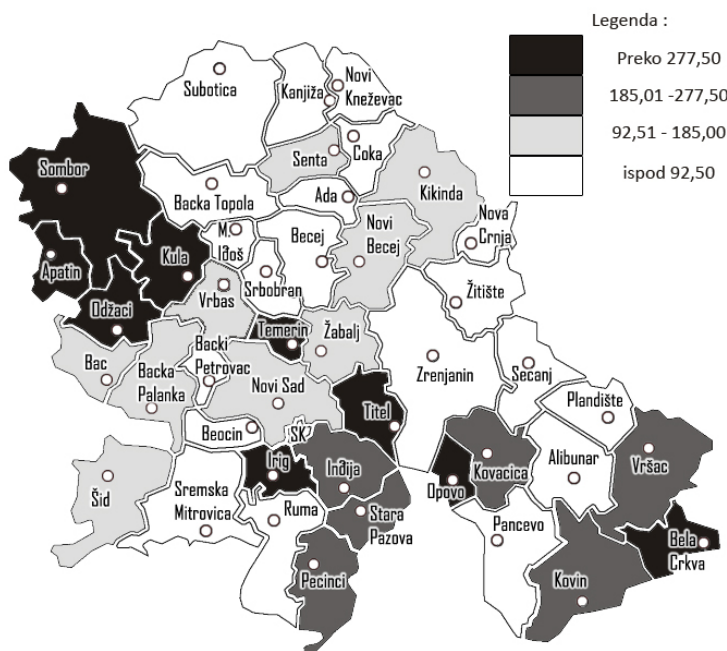 Legenda :
Preko 277,50
185,01 -277,50
92,51 - 185,00
ispod 92,50
Subotica
Kanjiža
Novi
Kneževac
Senta
Coka
Sombor
Backa Topola
Ada
Kikinda
Nova
Crnja
M.
Iđoš
Becej
Novi
Becej
Apatin
Kula
Srbobran
Žitište
Vrbas
Odžaci
Temerin
Žabalj
Bac
Backa
Palanka
Backi
Petrovac
Novi Sad
Zrenjanin
Secanj
Titel
Plandište
Beocin
SK
Irig
Inđija
Opovo
Kovacica
Alibunar
Vršac
Šid
Sremska
Mitrovica
Ruma
Stara
Pazova
Pancevo
Pecinci
Kovin
Bela
Crkva